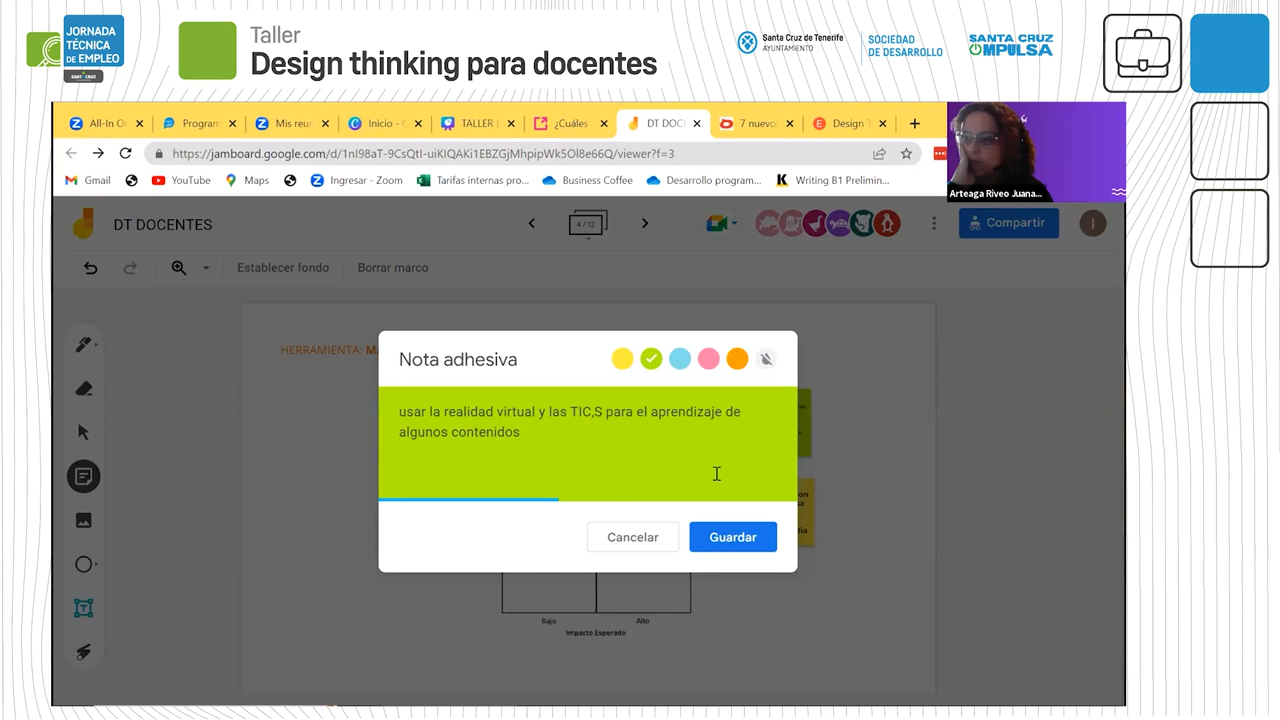 JORNADA
TÉCNICA
DE EMPLEO
Taller
Design thinking para docentes
Santa Cruz de Tenerife
AYUNTAMIENTO
SOCIEDAD
DE DESARROLLO
SANTA CRUZ
MPULSA
All-In O
Program
Mis reu
Inicio - C
TALLER
¿Cuáles
DT DOC
7 nuevo
Design T
https://jamboard.google.com/d/1nI98aT-9CsQtI-uiKIQAKi1EBZGjMhpipWk5Ol8e66Q/viewer?f=3
Gmail
YouTube
Maps
Ingresar - Zoom
Tarifas internas pro...
Business Coffee
Desarrollo program...
Writing B1 Prelimin...
Arteaga Riveo Juana...
DT DOCENTES
4 / 12
Compartir
I
Establecer fondo
Borrar marco
HERRAMIENTA: MA
Nota adhesiva
usar la realidad virtual y las TIC,S para el aprendizaje de
algunos contenidos
Cancelar
Guardar
Bajo
Alto
Impacto Esperado